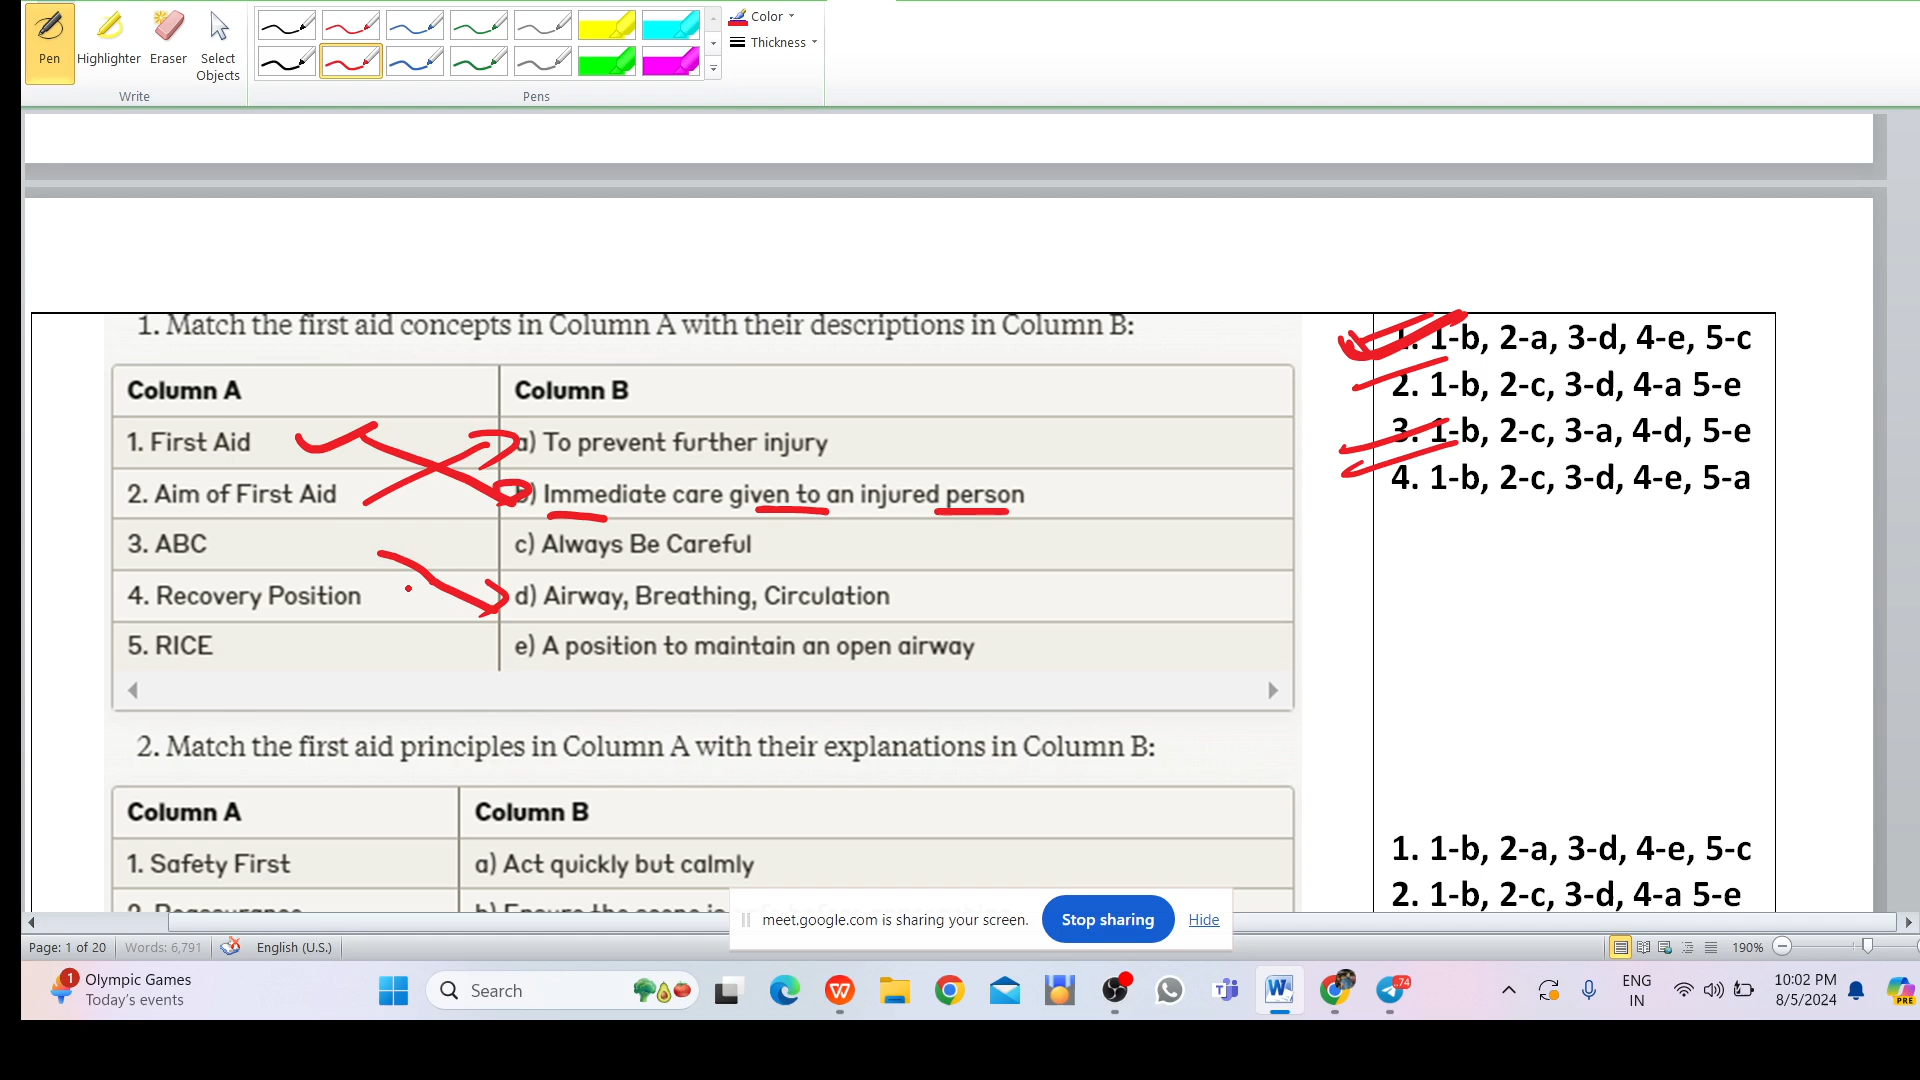 Color
Pen Highlighter Eraser Select Objects
Thickness
Write
Pens
1. Match the first aid concepts in Column A with their descriptions in Column B:
Column A Column B
1. First Aid a) To prevent further injury
2. Aim of First Aid b) Immediate care given to an injured person
3. ABC c) Always Be Careful
4. Recovery Position d) Airway, Breathing, Circulation
5. RICE e) A position to maintain an open airway
1. 1-b, 2-a, 3-d, 4-e, 5-c
2. 1-b, 2-c, 3-d, 4-a 5-e
3. 1-b, 2-c, 3-a, 4-d, 5-e
4. 1-b, 2-c, 3-d, 4-e, 5-a
2. Match the first aid principles in Column A with their explanations in Column B:
Column A Column B
1. Safety First a) Act quickly but calmly
1. 1-b, 2-a, 3-d, 4-e, 5-c
2. 1-b, 2-c, 3-d, 4-a 5-e
meet.google.com is sharing your screen. Stop sharing Hide
Page: 1 of 20 Words: 6,791 English (U.S.) 190%
1 Olympic Games
Today's events
Search
74
ENG
IN
10:02 PM
8/5/2024
PRE